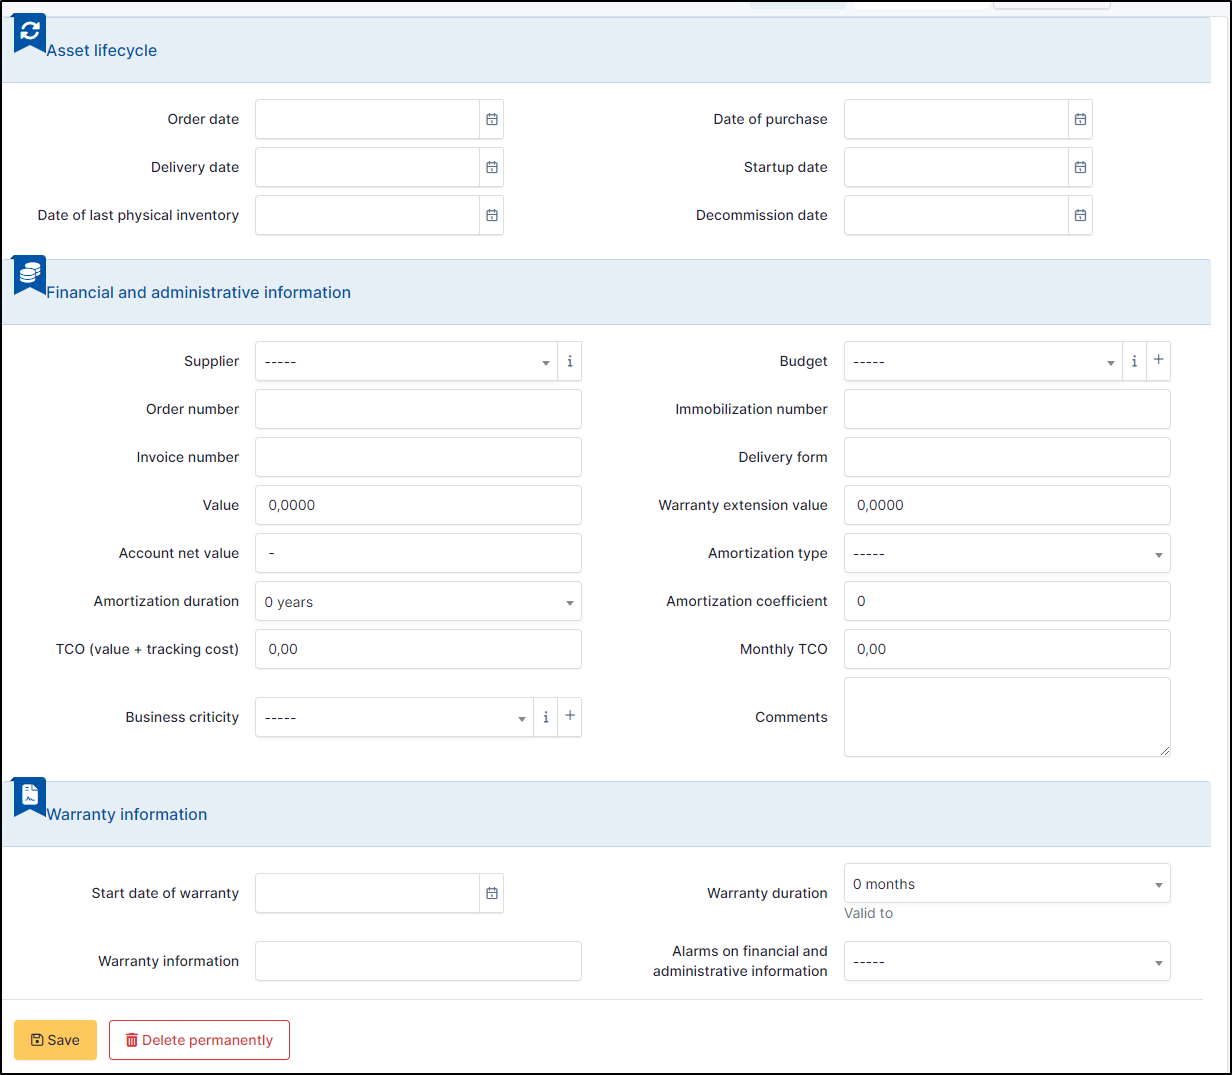 Asset lifecycle
Order date
Date of purchase
Delivery date
Startup date
Date of last physical inventory
Decommission date
Financial and administrative information
Supplier
-----
i
Budget
-----
i +
Order number
Immobilization number
Invoice number
Delivery form
Value
0,0000
Warranty extension value
0,0000
Account net value
-
Amortization type
-----
Amortization duration
0 years
Amortization coefficient
0
TCO (value + tracking cost)
0,00
Monthly TCO
0,00
Business criticity
-----
i +
Comments
Warranty information
Start date of warranty
Warranty duration
0 months
Valid to
Warranty information
Alarms on financial and
administrative information
-----
Save
Delete permanently